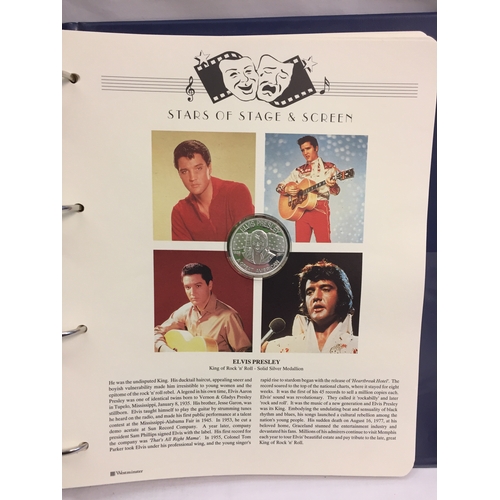 STARS OF STAGE & SCREEN
ELVIS PRESLEY
ELVIS PRESLEY
King of Rock 'n' Roll - Solid Silver Medallion
He was the undisputed King. His ducktail haircut, appealing sneer and
boyish vulnerability made him irresistible to young women and the
epitome of the rock 'n' roll rebel. A legend in his own time, Elvis Aaron
Presley was one of identical twins born to Vernon & Gladys Presley
in Tupelo, Mississippi, January 8, 1935. His brother, Jesse Garon, was
stillborn. Elvis taught himself to play the guitar by strumming tunes
he heard on the radio, and made his first public performance at a talent
contest at the Mississippi-Alabama Fair in 1945. In 1953, he cut a
demo acetate at Sun Record Company. A year later, company
president Sam Phillips signed Elvis with the label. His first record for
the company was 'That's All Right Mama'. In 1955, Colonel Tom
Parker took Elvis under his professional wing, and the young singer's
rapid rise to stardom began with the release of 'Heartbreak Hotel'. The
record soared to the top of the national charts, where it stayed for eight
weeks. It was the first of his 45 records to sell a million copies each.
Elvis' sound was revolutionary. They called it 'rockabilly' and later
'rock and roll'. It was the music of a new generation and Elvis Presley
was its King. Embodying the unbridling beat and sensuality of black
rhythm and blues, his songs launched a cultural rebellion among the
nation's young people. His sudden death on August 16, 1977, at his
beloved home, Graceland stunned the entertainment industry and
devastated his fans. Millions of his admirers continue to visit Memphis
each year to tour Elvis' beautiful estate and pay tribute to the late, great
King of Rock 'n' Roll.
Westminster